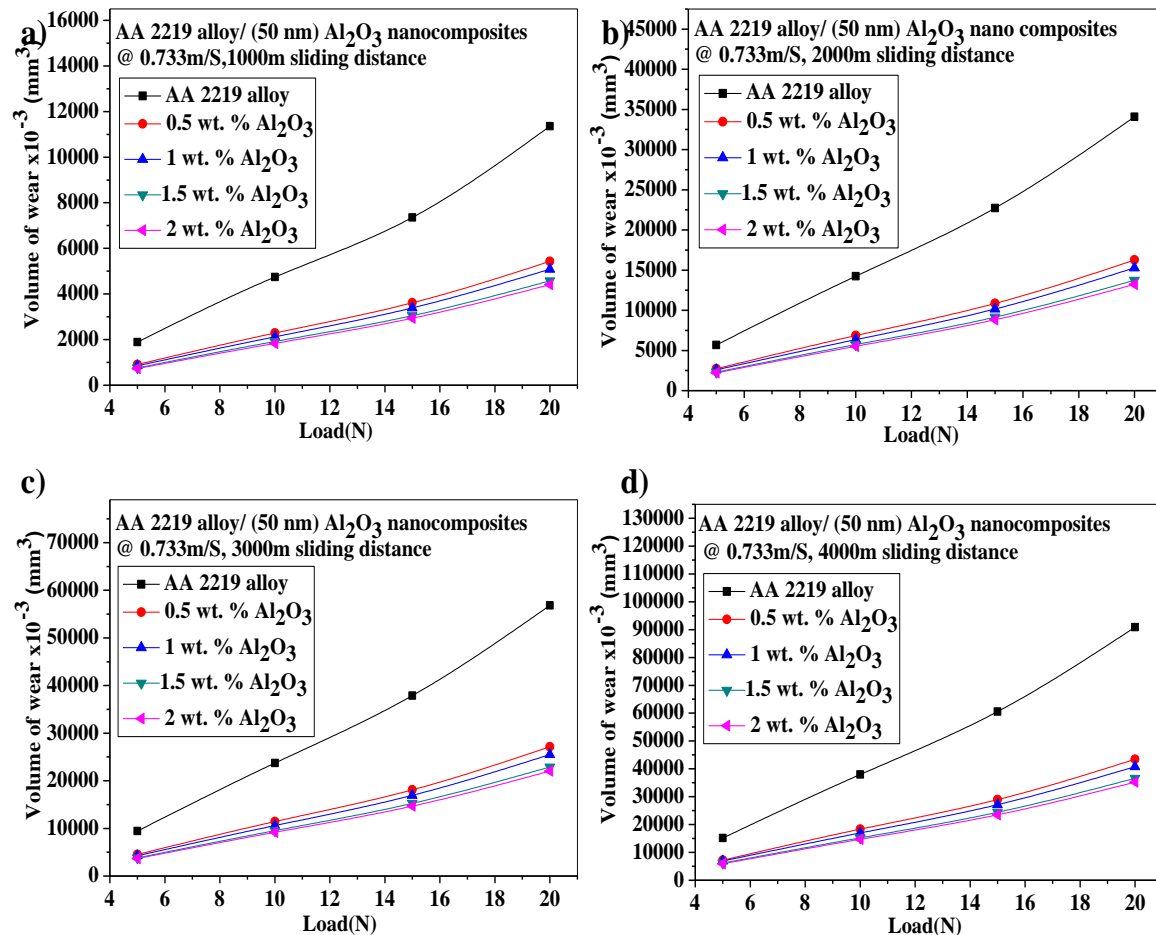 a)
AA 2219 alloy/ (50 nm) Al₂O₃ nanocomposites
@ 0.733m/S,1000m sliding distance
AA 2219 alloy
0.5 wt. % Al₂O₃
1 wt. % Al₂O₃
1.5 wt. % Al₂O₃
2 wt. % Al₂O₃
Volume of wear x10⁻³ (mm³)
16000
14000
12000
10000
8000
6000
4000
2000
0
4 6 8 10 12 14 16 18 20
Load(N)
b)
AA 2219 alloy/ (50 nm) Al₂O₃ nano composites
@ 0.733m/S, 2000m sliding distance
AA 2219 alloy
0.5 wt. % Al₂O₃
1 wt. % Al₂O₃
1.5 wt. % Al₂O₃
2 wt. % Al₂O₃
Volume of wear x10⁻³ (mm³)
45000
40000
35000
30000
25000
20000
15000
10000
5000
0
4 6 8 10 12 14 16 18 20
Load(N)
c)
AA 2219 alloy/ (50 nm) Al₂O₃ nanocomposites
@ 0.733m/S, 3000m sliding distance
AA 2219 alloy
0.5 wt. % Al₂O₃
1 wt. % Al₂O₃
1.5 wt. % Al₂O₃
2 wt. % Al₂O₃
Volume of wear x10⁻³ (mm³)
70000
60000
50000
40000
30000
20000
10000
0
4 6 8 10 12 14 16 18 20
Load(N)
d)
AA 2219 alloy/ (50 nm) Al₂O₃ nanocomposites
@ 0.733m/S, 4000m sliding distance
AA 2219 alloy
0.5 wt. % Al₂O₃
1 wt. % Al₂O₃
1.5 wt. % Al₂O₃
2 wt. % Al₂O₃
Volume of wear x10⁻³ (mm³)
130000
120000
110000
100000
90000
80000
70000
60000
50000
40000
30000
20000
10000
0
4 6 8 10 12 14 16 18 20
Load(N)